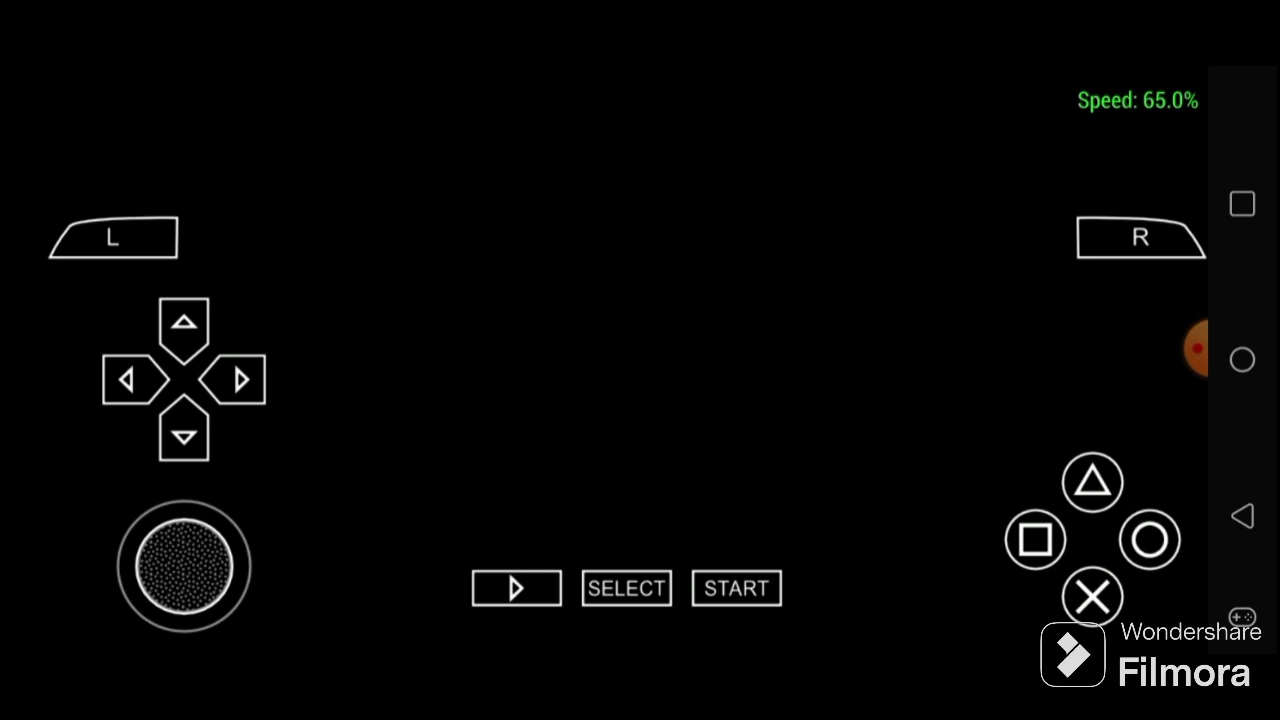 Speed: 65.0%
L
R
SELECT
START
Wondershare
Filmora